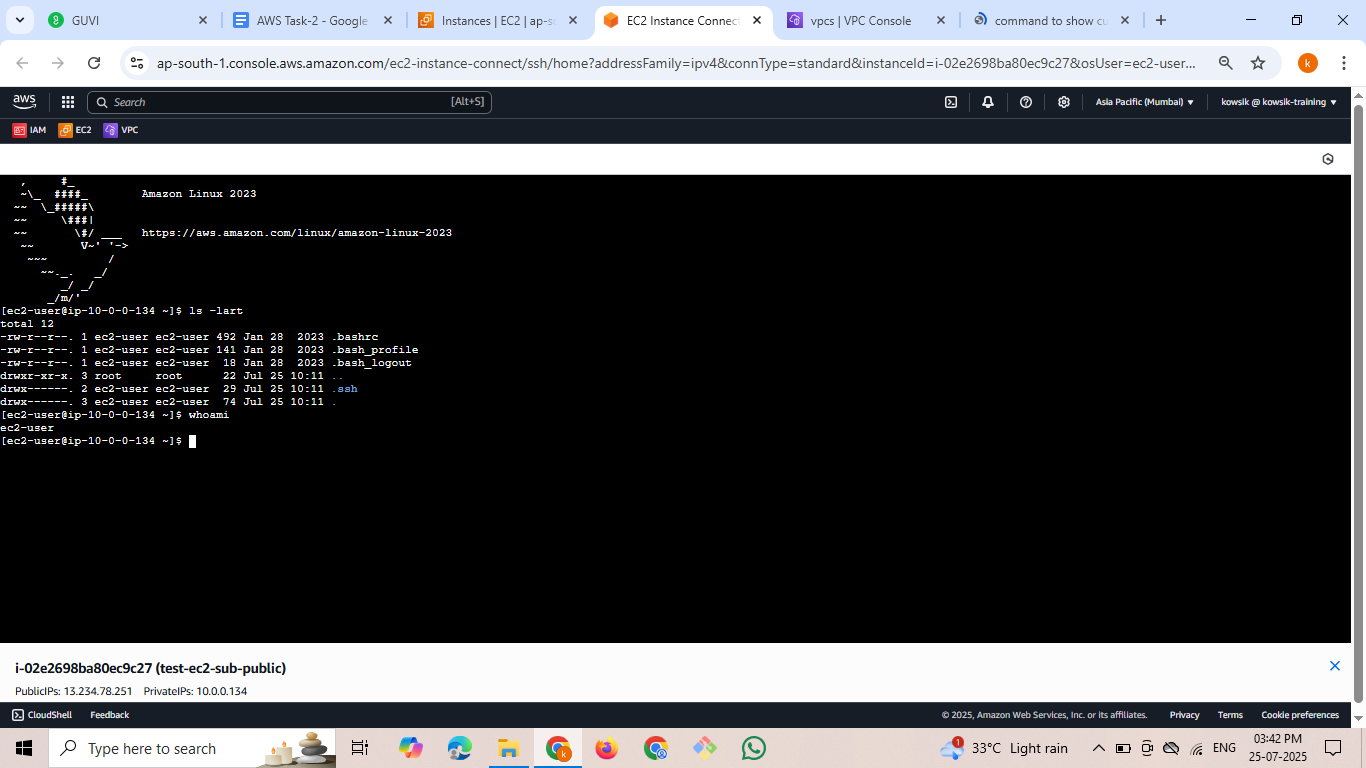 GUVI
AWS Task-2 - Google
Instances | EC2 | ap-s
EC2 Instance Connect
vpcs | VPC Console
command to show cu
ap-south-1.console.aws.amazon.com/ec2-instance-connect/ssh/home?addressFamily=ipv4&connType=standard&instanceId=i-02e2698ba80ec9c27&osUser=ec2-user...
k
aws
Search
[Alt+S]
Asia Pacific (Mumbai) ▼
kowsik @ kowsik-training ▼
IAM
EC2
VPC
   ,     #_
   ~\_  ####_        Amazon Linux 2023
  ~~  \_#####\
  ~~     \###|
  ~~       \#/ ___   https://aws.amazon.com/linux/amazon-linux-2023
   ~~       V~' '->
    ~~~         /
      ~~._.   _/
         _/ _/
       _/m/'
[ec2-user@ip-10-0-0-134 ~]$ ls -lart
total 12
-rw-r--r--. 1 ec2-user ec2-user 492 Jan 28  2023 .bashrc
-rw-r--r--. 1 ec2-user ec2-user 141 Jan 28  2023 .bash_profile
-rw-r--r--. 1 ec2-user ec2-user  18 Jan 28  2023 .bash_logout
drwxr-xr-x. 3 root     root      22 Jul 25 10:11 ..
drwx------. 2 ec2-user ec2-user  29 Jul 25 10:11 .ssh
drwx------. 3 ec2-user ec2-user  74 Jul 25 10:11 .
[ec2-user@ip-10-0-0-134 ~]$ whoami
ec2-user
[ec2-user@ip-10-0-0-134 ~]$
i-02e2698ba80ec9c27 (test-ec2-sub-public)
PublicIPs: 13.234.78.251 PrivateIPs: 10.0.0.134
CloudShell
Feedback
© 2025, Amazon Web Services, Inc. or its affiliates.
Privacy
Terms
Cookie preferences
Type here to search
k
1
33°C Light rain
ENG
03:42 PM
25-07-2025